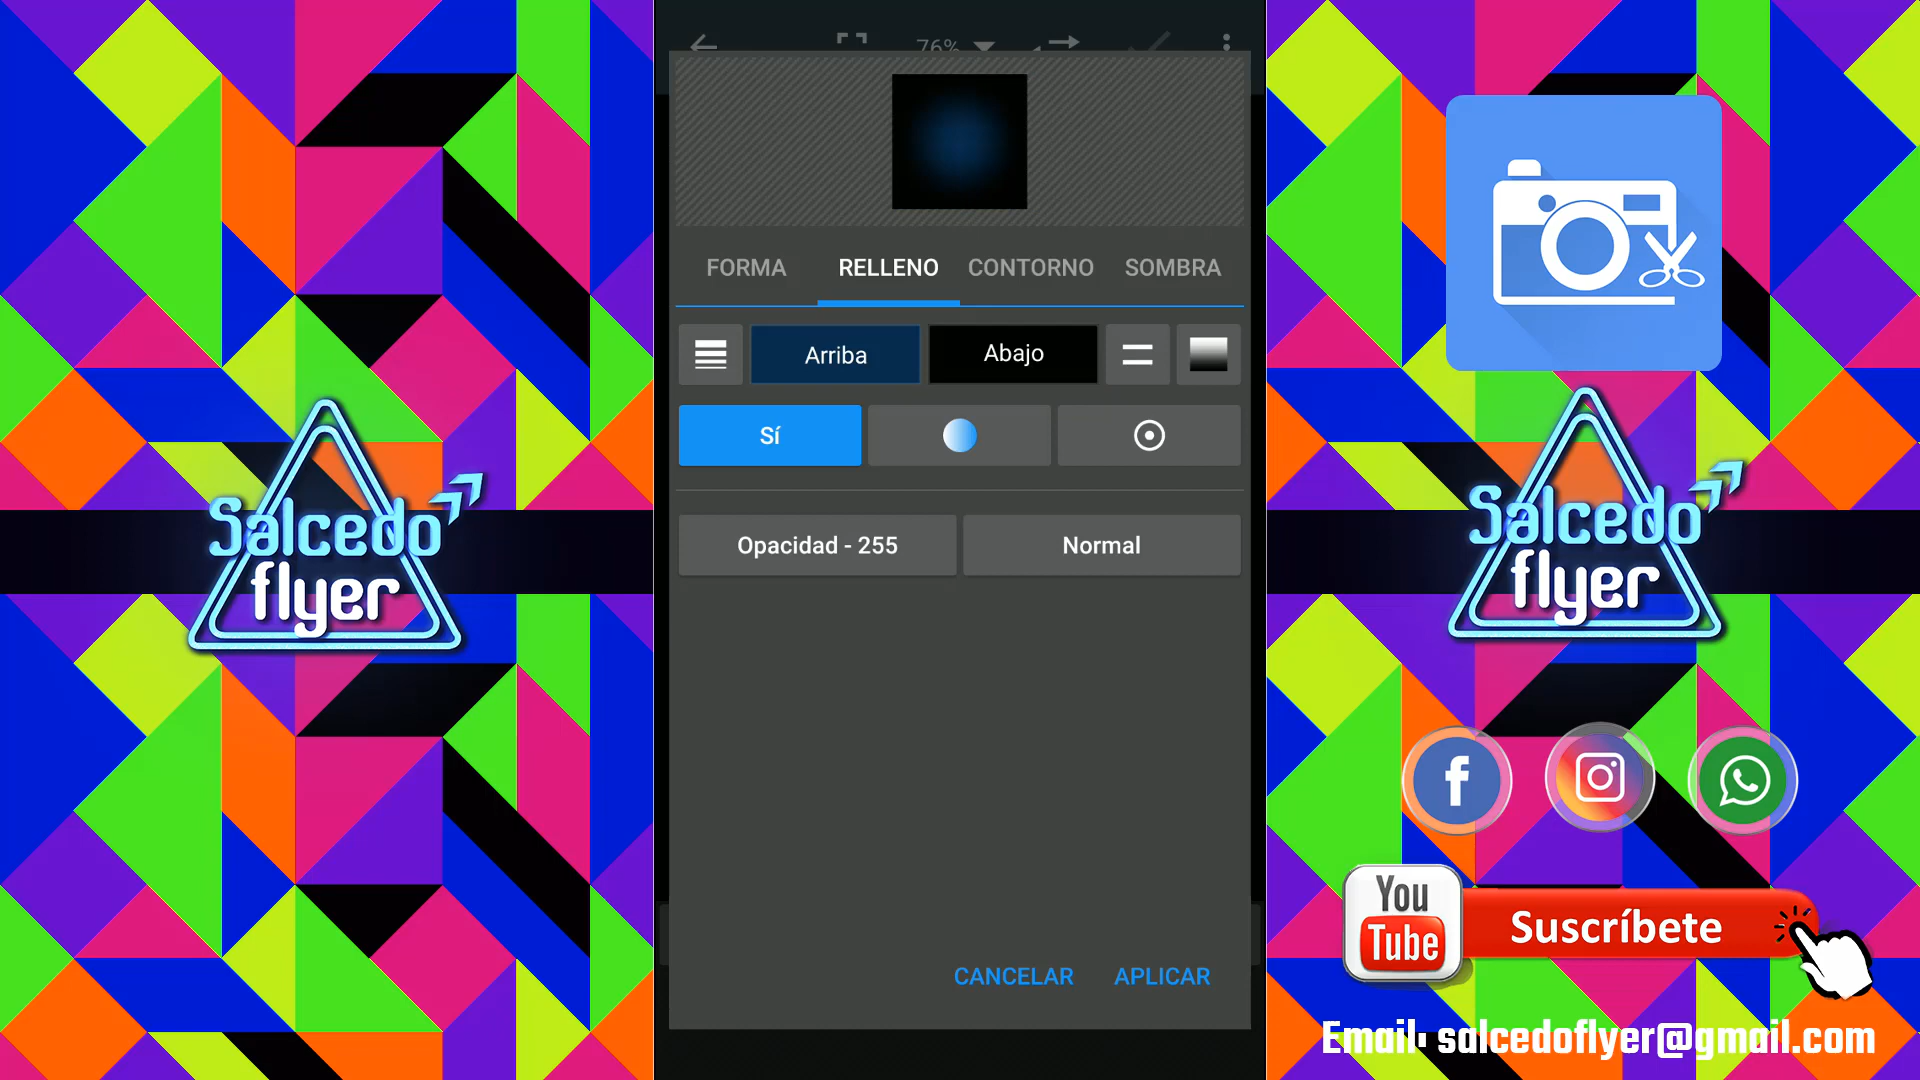 76%
FORMA RELLENO CONTORNO SOMBRA
Arriba Abajo
Sí
Opacidad - 255 Normal
CANCELAR APLICAR
Salcedo
flyer
Salcedo
flyer
f
You
Tube
Suscríbete
Email: salcedoflyer@gmail.com